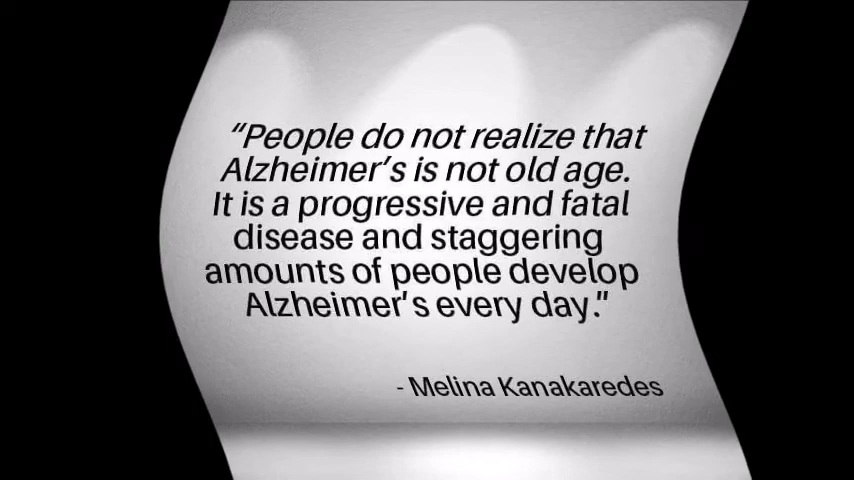 “People do not realize that
Alzheimer’s is not old age.
It is a progressive and fatal
disease and staggering
amounts of people develop
Alzheimer's every day."
- Melina Kanakaredes